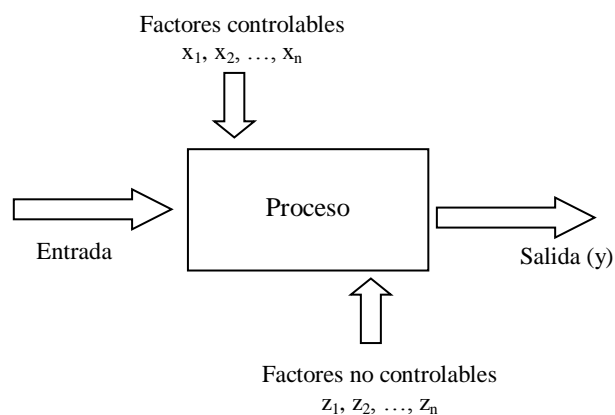 Factores controlables
x₁, x₂, …, xₙ
Proceso
Entrada
Salida (y)
Factores no controlables
z₁, z₂, …, zₙ